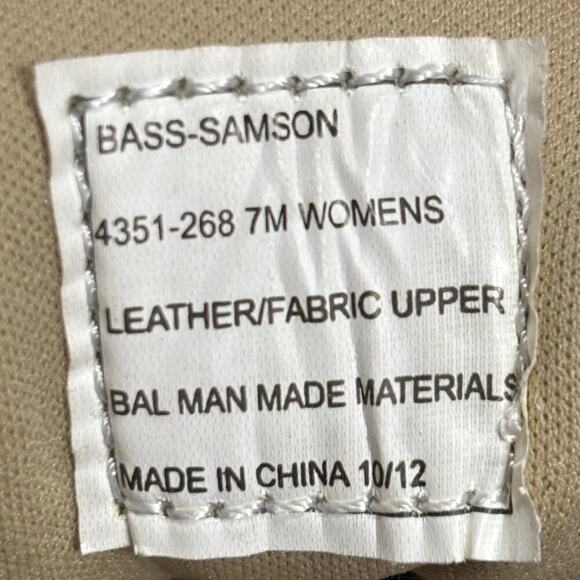 BASS-SAMSON
4351-268 7M WOMENS
LEATHER/FABRIC UPPER
BAL MAN MADE MATERIALS
MADE IN CHINA 10/12